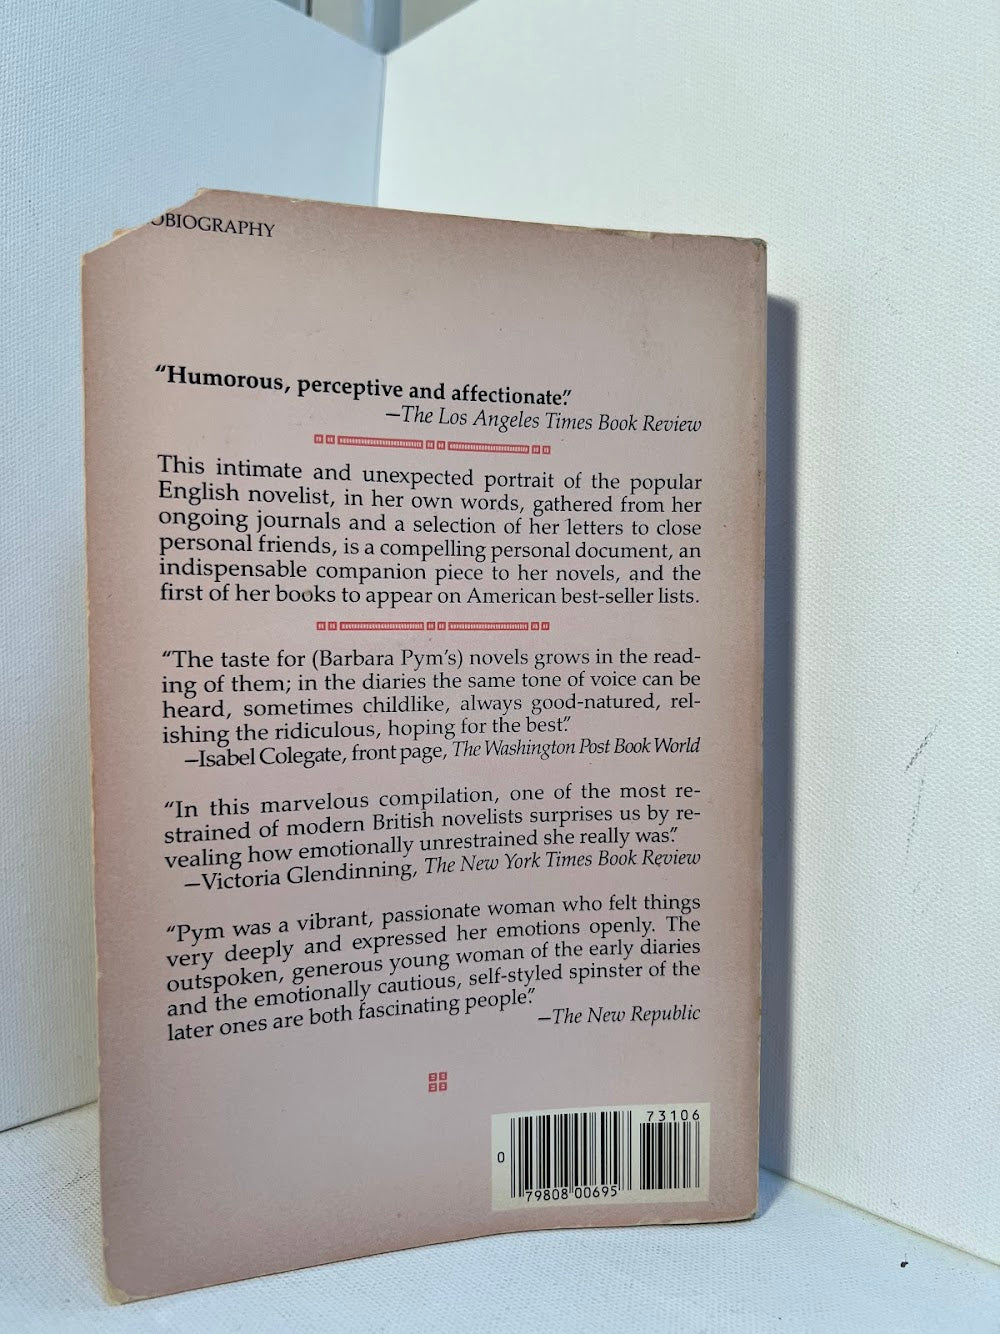 OBIOGRAPHY
“Humorous, perceptive and affectionate.”
—The Los Angeles Times Book Review
This intimate and unexpected portrait of the popular
English novelist, in her own words, gathered from her
ongoing journals and a selection of her letters to close
personal friends, is a compelling personal document, an
indispensable companion piece to her novels, and the
first of her books to appear on American best-seller lists.
“The taste for (Barbara Pym’s) novels grows in the read-
ing of them; in the diaries the same tone of voice can be
heard, sometimes childlike, always good-natured, rel-
ishing the ridiculous, hoping for the best.”
—Isabel Colegate, front page, The Washington Post Book World
“In this marvelous compilation, one of the most re-
strained of modern British novelists surprises us by re-
vealing how emotionally unrestrained she really was.”
—Victoria Glendinning, The New York Times Book Review
“Pym was a vibrant, passionate woman who felt things
very deeply and expressed her emotions openly. The
outspoken, generous young woman of the early diaries
and the emotionally cautious, self-styled spinster of the
later ones are both fascinating people.”
—The New Republic
73106
0 79808 00695